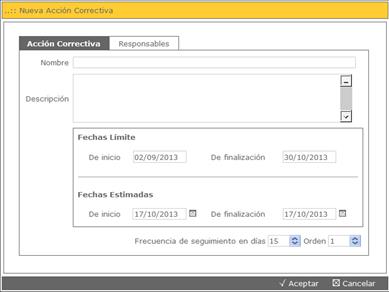 ..:: Nueva Acción Correctiva
Acción Correctiva Responsables
Nombre
Descripción
Fechas Límite
De inicio 02/09/2013 De finalización 30/10/2013
Fechas Estimadas
De inicio 17/10/2013 De finalización 17/10/2013
Frecuencia de seguimiento en días 15 Orden 1
√ Aceptar ☒ Cancelar